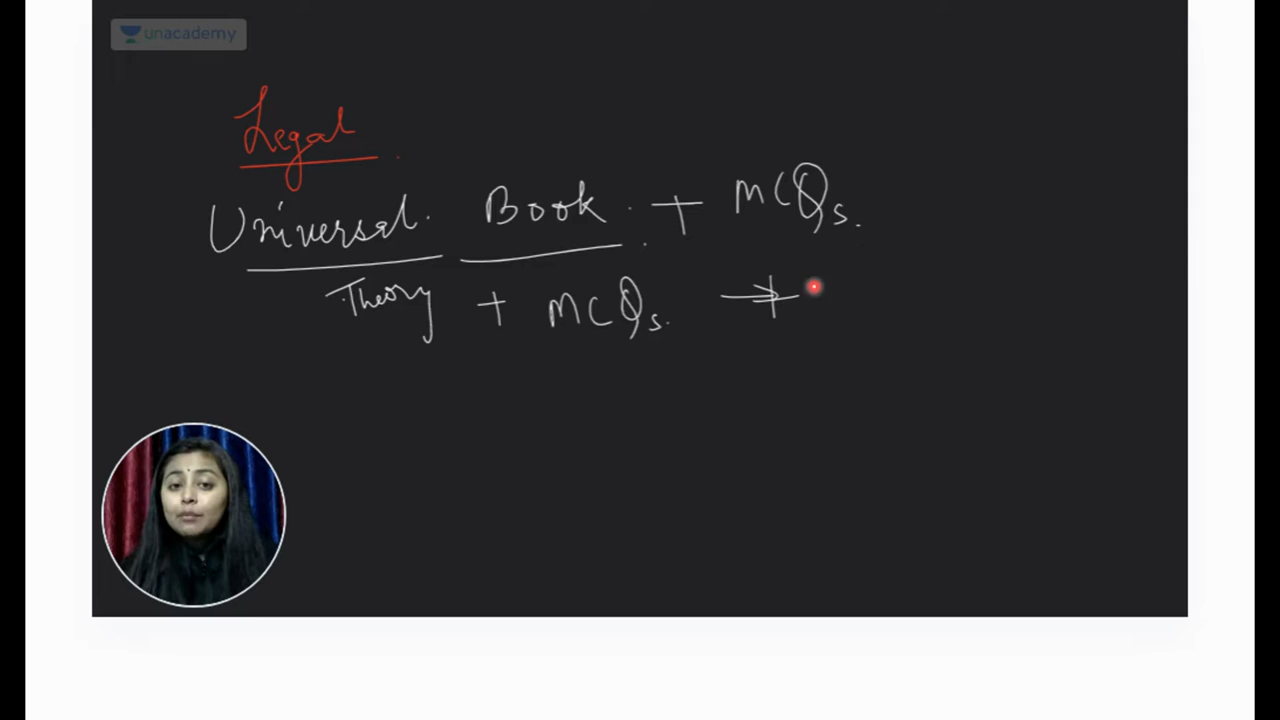 unacademy
Legal.
Universal. Book. + MCQs.
Theory + MCQs. →+